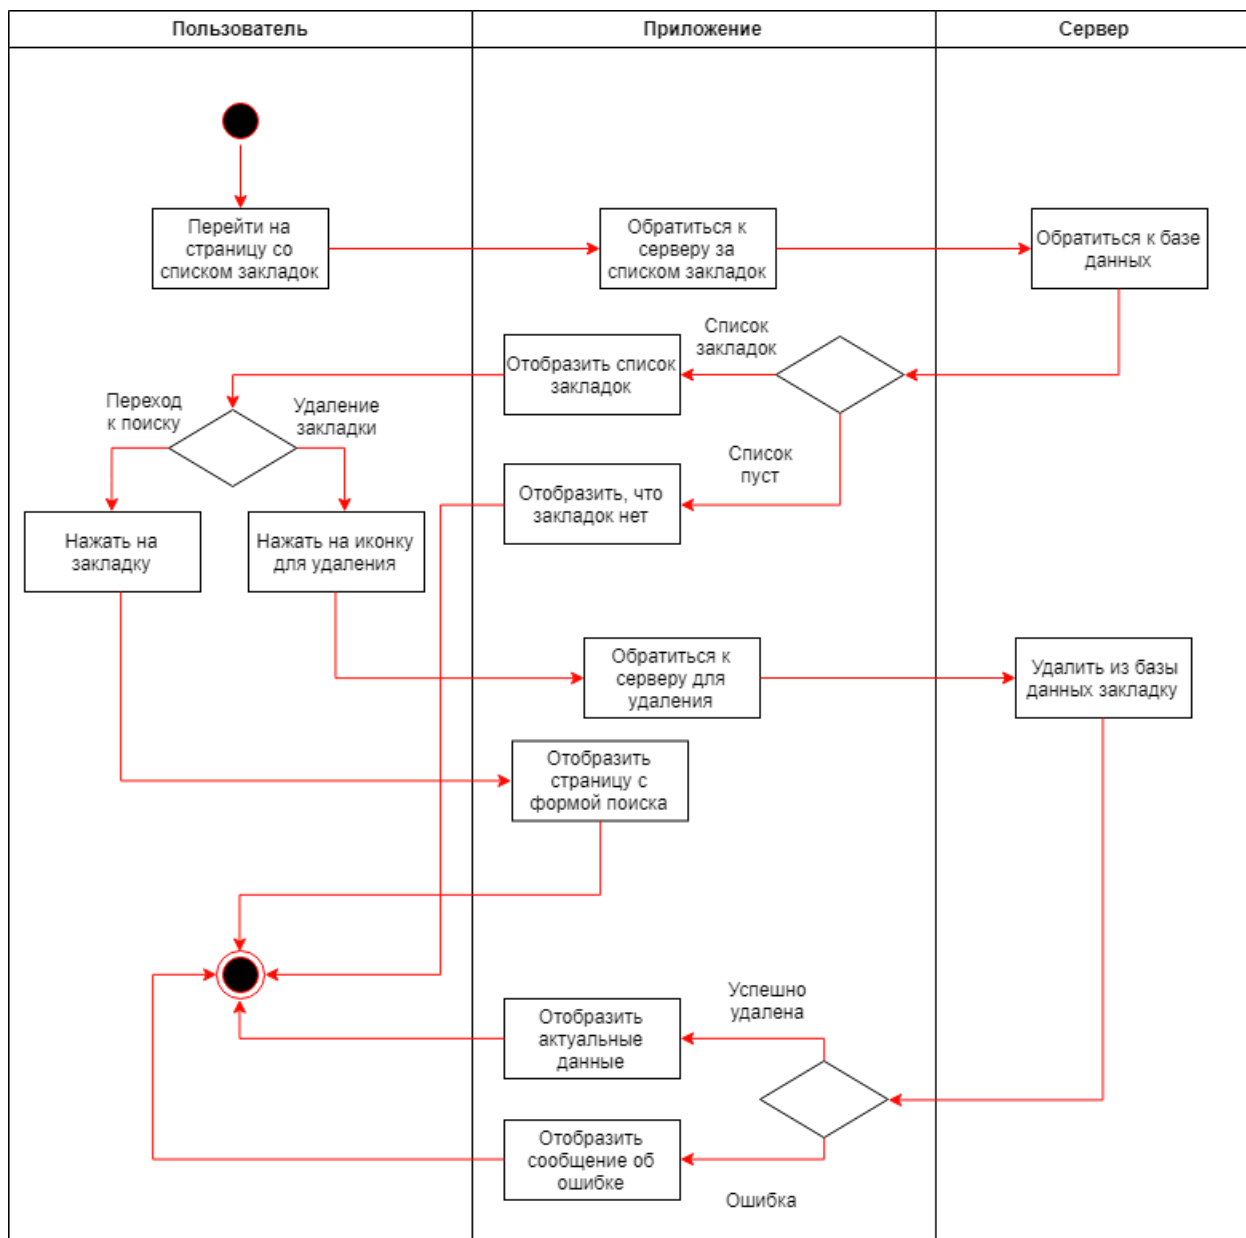 Пользователь
Приложение
Сервер
Перейти на
страницу со
списком закладок
Обратиться к
серверу за
списком закладок
Обратиться к базе
данных
Список
закладок
Отобразить список
закладок
Переход
к поиску
Удаление
закладки
Список
пуст
Отобразить, что
закладок нет
Нажать на
закладку
Нажать на иконку
для удаления
Обратиться к
серверу для
удаления
Удалить из базы
данных закладку
Отобразить
страницу с
формой поиска
Успешно
удалена
Отобразить
актуальные
данные
Отобразить
сообщение об
ошибке
Ошибка